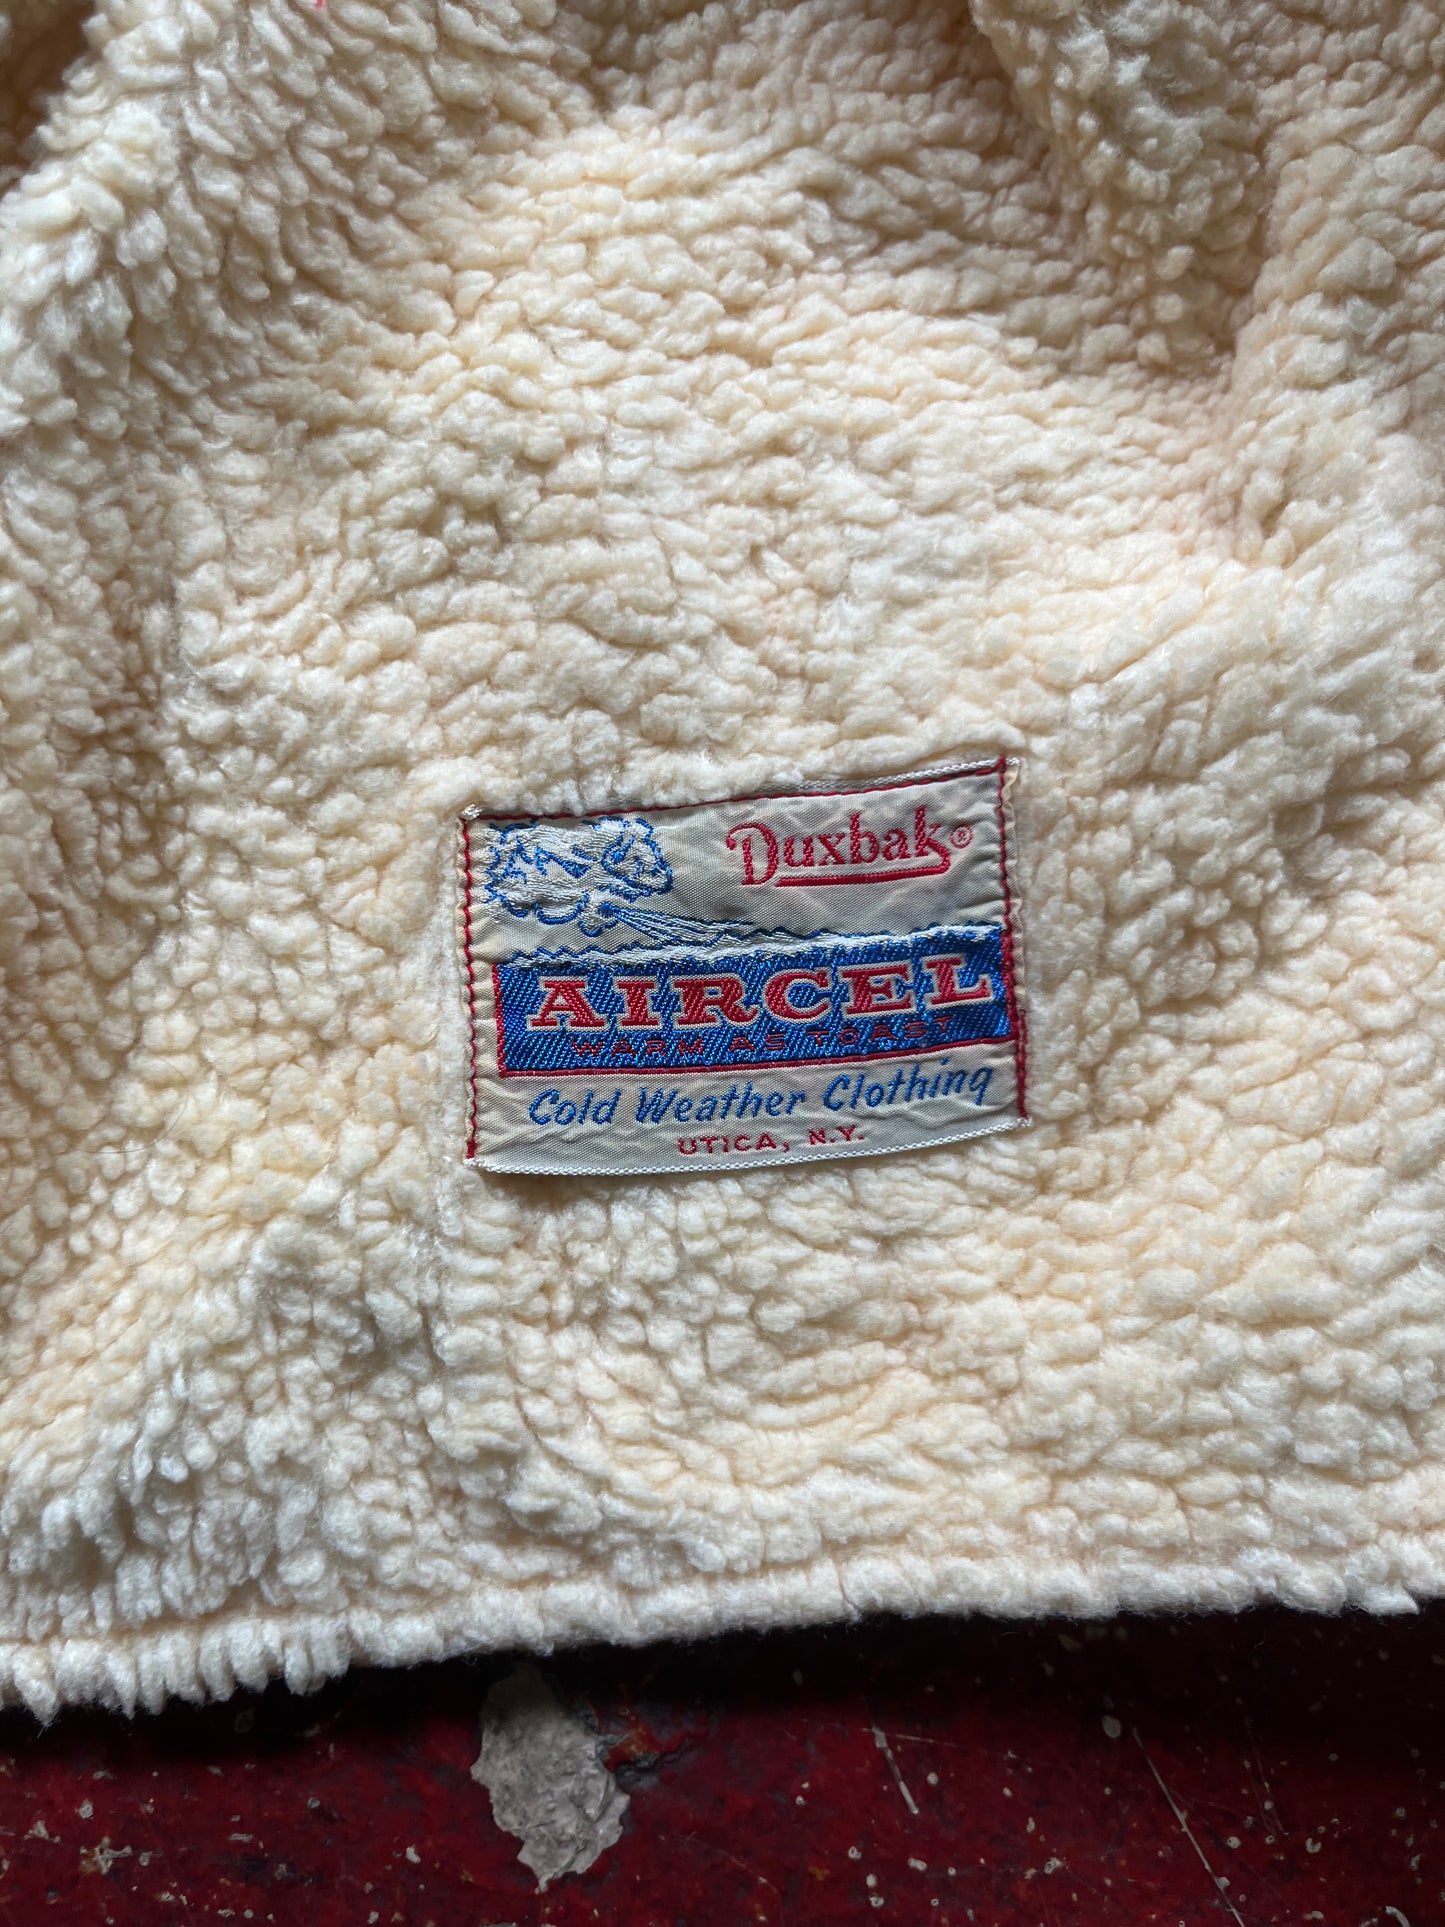 Duxbak®
AIRCEL
WARM AS TOAST
Cold Weather Clothing
UTICA, N.Y.